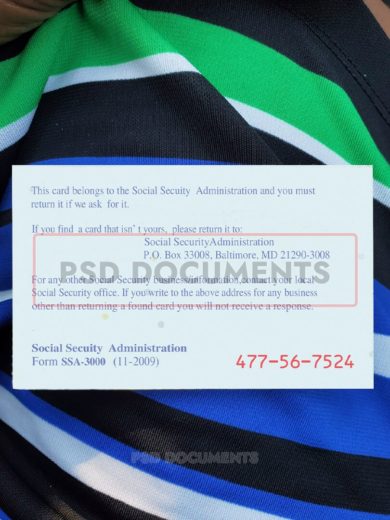 This card belongs to the Social Secuity Administration and you must
return it if we ask for it.
If you find a card that isn' t yours, please return it to:
Social SecurityAdministration
P.O. Box 33008, Baltimore, MD 21290-3008
PSD DOCUMENTS
For any other Social Security business/information,contact your local
Social Security office. If you write to the above address for any business
other than returning a found card you will not receive a response.
Social Secuity Administration
Form SSA-3000 (11-2009)
477-56-7524
PSD DOCUMENTS